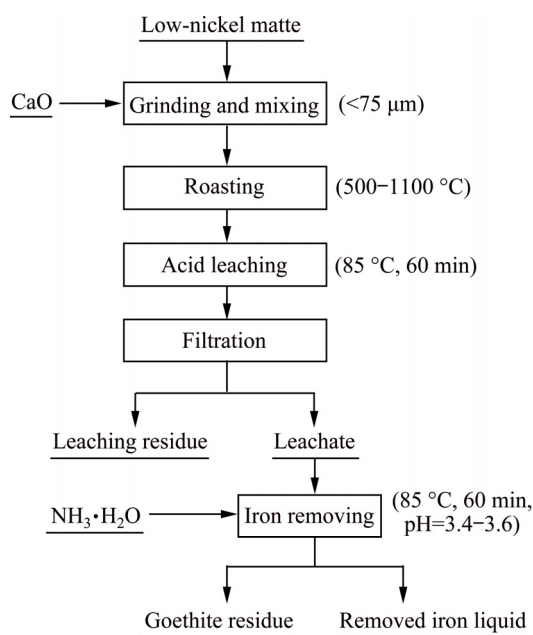 Low-nickel matte
CaO
Grinding and mixing
(<75 μm)
Roasting
(500−1100 °C)
Acid leaching
(85 °C, 60 min)
Filtration
Leaching residue
Leachate
NH₃·H₂O
Iron removing
(85 °C, 60 min,
pH=3.4−3.6)
Goethite residue
Removed iron liquid